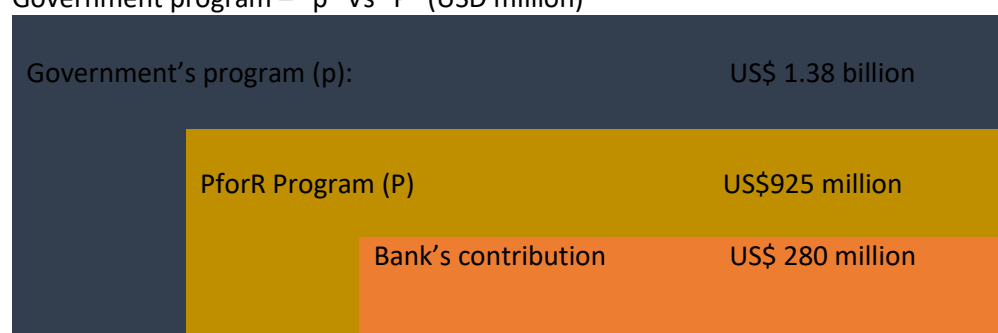 Government program – "p" vs "P" (USD million)
Government's program (p): US$ 1.38 billion
PforR Program (P) US$925 million
Bank's contribution US$ 280 million